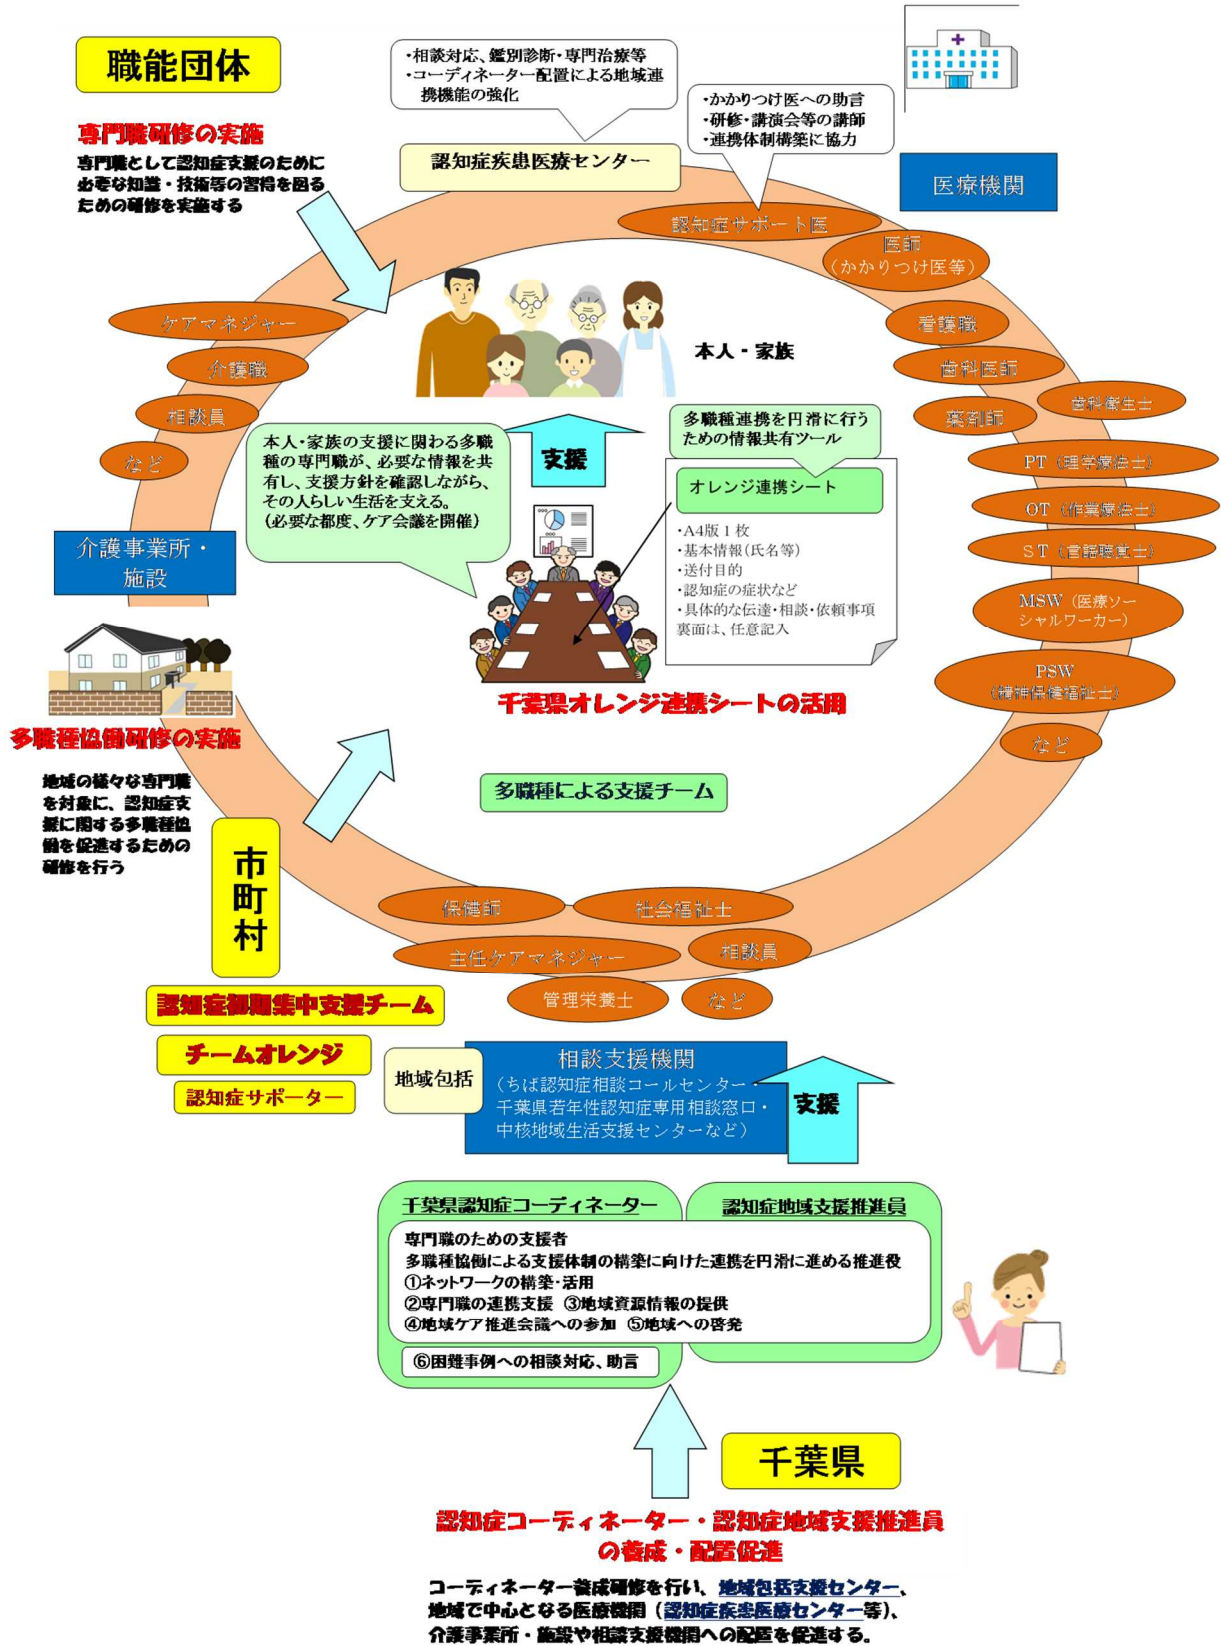 職能団体
専門職研修の実施
専門職として認知症支援のために
必要な知識・技術等の習得を図る
ための研修を実施する
・相談対応、鑑別診断・専門治療等
・コーディネーター配置による地域連
携機能の強化
認知症疾患医療センター
・かかりつけ医への助言
・研修・講演会等の講師
・連携体制構築に協力
医療機関
認知症サポート医
医師
（かかりつけ医等）
看護職
歯科医師
歯科衛生士
薬剤師
PT（理学療法士）
OT（作業療法士）
ST（言語聴覚士）
MSW（医療ソー
シャルワーカー）
PSW
（精神保健福祉士）
など
ケアマネジャー
介護職
相談員
など
介護事業所・
施設
本人・家族
支援
本人・家族の支援に関わる多職
種の専門職が、必要な情報を共
有し、支援方針を確認しながら、
その人らしい生活を支える。
（必要な都度、ケア会議を開催）
多職種連携を円滑に行う
ための情報共有ツール
オレンジ連携シート
・A4版１枚
・基本情報（氏名等）
・送付目的
・認知症の症状など
・具体的な伝達・相談・依頼事項
裏面は、任意記入
千葉県オレンジ連携シートの活用
多職種協働研修の実施
地域の様々な専門職
を対象に、認知症支
援に関する多職種協
働を促進するための
研修を行う
多職種による支援チーム
市町村
保健師
社会福祉士
主任ケアマネジャー
相談員
管理栄養士
など
認知症初期集中支援チーム
チームオレンジ
認知症サポーター
地域包括
相談支援機関
（ちば認知症相談コールセンター・
千葉県若年性認知症専用相談窓口・
中核地域生活支援センターなど）
支援
千葉県認知症コーディネーター
認知症地域支援推進員
専門職のための支援者
多職種協働による支援体制の構築に向けた連携を円滑に進める推進役
①ネットワークの構築・活用
②専門職の連携支援 ③地域資源情報の提供
④地域ケア推進会議への参加 ⑤地域への啓発
⑥困難事例への相談対応、助言
千葉県
認知症コーディネーター・認知症地域支援推進員
の養成・配置促進
コーディネーター養成研修を行い、地域包括支援センター、
地域で中心となる医療機関（認知症疾患医療センター等）、
介護事業所・施設や相談支援機関への配置を促進する。